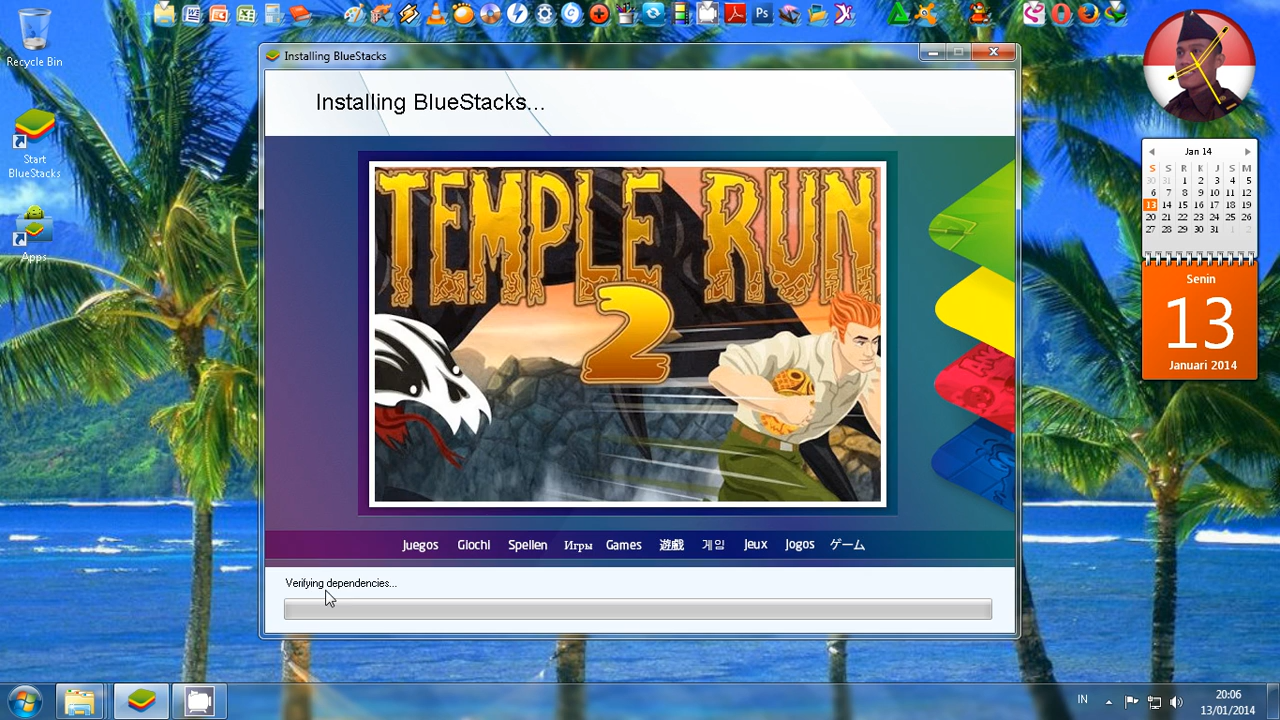 Installing BlueStacks
Installing BlueStacks...
Recycle Bin
Start
BlueStacks
Apps
TEMPLE RUN
2
Juegos Giochi Spellen Игры Games 遊戲 게임 Jeux Jogos ゲーム
Verifying dependencies...
Jan 14
S S R K J S M
30 31 1 2 3 4 5
6 7 8 9 10 11 12
13 14 15 16 17 18 19
20 21 22 23 24 25 26
27 28 29 30 31 1 2
Senin
13
Januari 2014
IN
20:06
13/01/2014